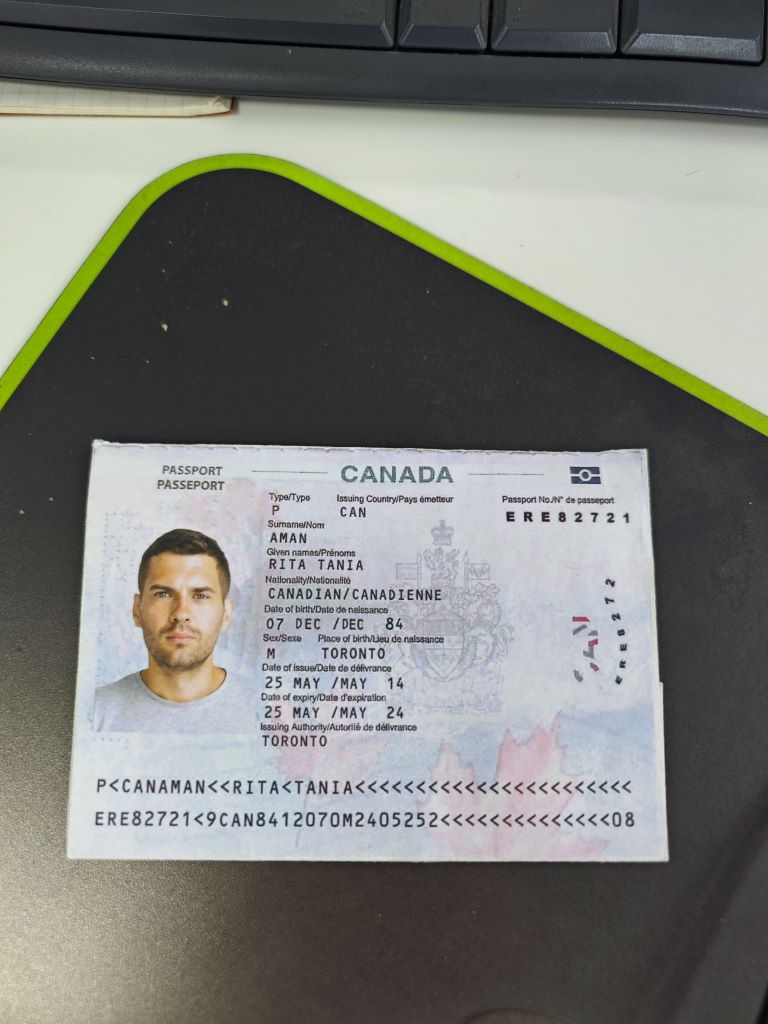 PASSPORT
PASSEPORT
CANADA
Type/Type Issuing Country/Pays émetteur Passport No./N° de passeport
P CAN ERE82721
Surname/Nom
AMAN
Given names/Prénoms
RITA TANIA
Nationality/Nationalité
CANADIAN/CANADIENNE
Date of birth/Date de naissance
07 DEC /DEC 84
Sex/Sexe Place of birth/Lieu de naissance
M TORONTO
Date of issue/Date de délivrance
25 MAY /MAY 14
Date of expiry/Date d'expiration
25 MAY /MAY 24
Issuing Authority/Autorité de délivrance
TORONTO
CAN
ERE8272
P<CANAMAN<<RITA<TANIA<<<<<<<<<<<<<<<<<<<<<<<
ERE82721<9CAN8412070M2405252<<<<<<<<<<<<<<08